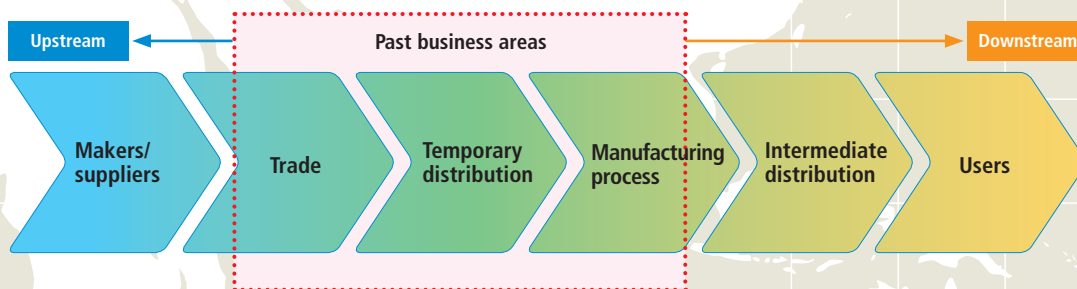 Upstream
Past business areas
Downstream
Makers/
suppliers
Trade
Temporary
distribution
Manufacturing
process
Intermediate
distribution
Users